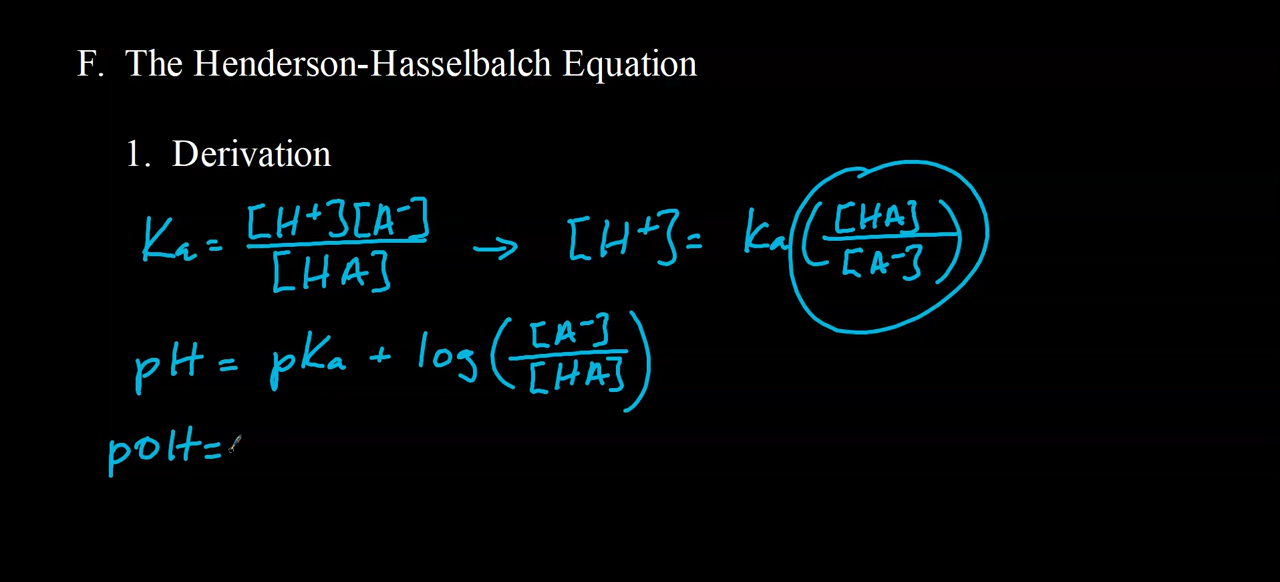 F. The Henderson-Hasselbalch Equation
1. Derivation
Ka = [H+][A-] / [HA] → [H+] = Ka ([HA] / [A-])
pH = pKa + log ([A-] / [HA])
pOH =